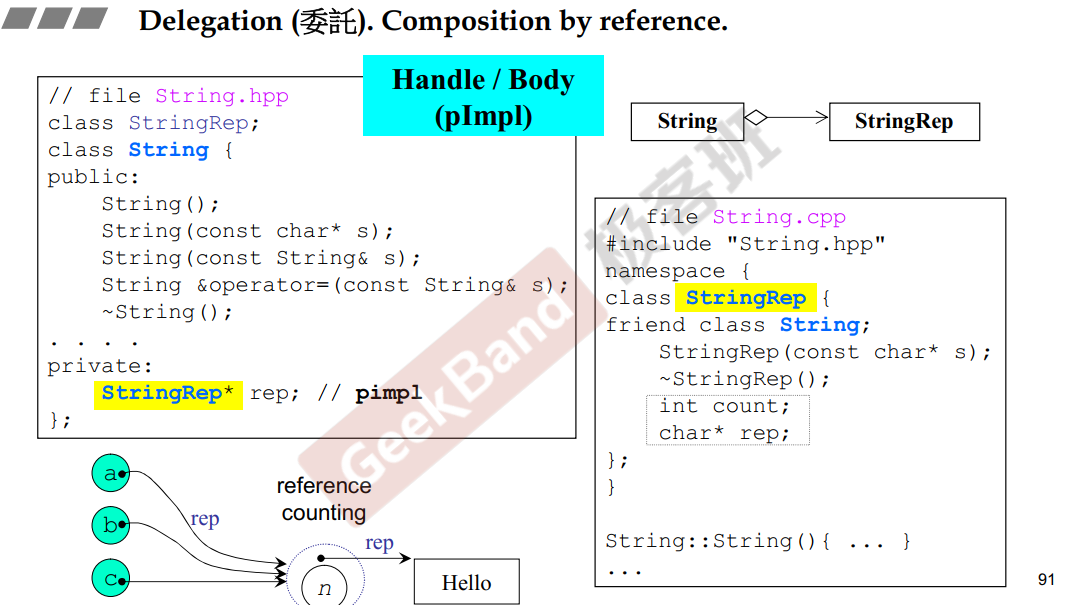 Delegation (委託). Composition by reference.
Handle / Body
(pImpl)
// file String.hpp
class StringRep;
class String {
public:
String();
String(const char* s);
String(const String& s);
String &operator=(const String& s);
~String();
. . . .
private:
StringRep* rep; // pimpl
};
String
StringRep
// file String.cpp
#include "String.hpp"
namespace {
class StringRep {
friend class String;
StringRep(const char* s);
~StringRep();
int count;
char* rep;
};
}
String::String(){ ... }
...
a
b
c
rep
reference
counting
rep
n
Hello
GeekBand 极客班
91